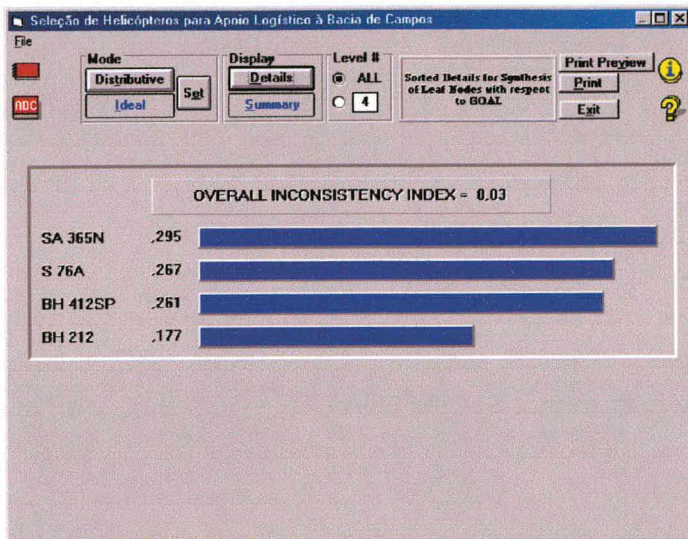 Seleção de Helicópteros para Apoio Logístico à Bacia de Campos
File
Mode
Distributive
Ideal
Set
Display
Details
Summary
Level #
ALL
4
Sorted Details for Synthesis
of Leaf Nodes with respect
to GOAL
Print Preview
Print
Exit
ABC
OVERALL INCONSISTENCY INDEX = 0,03
SA 365N ,295
S 76A ,267
BH 412SP ,261
BH 212 ,177